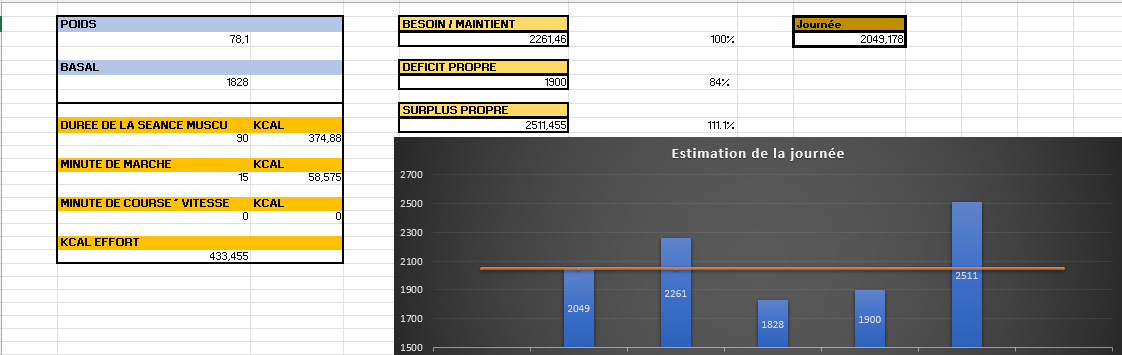 POIDS
78,1
BASAL
1828
DUREE DE LA SEANCE MUSCU KCAL
90 374,88
MINUTE DE MARCHE KCAL
15 58,575
MINUTE DE COURSE ~ VITESSE KCAL
0 0
KCAL EFFORT
433,455
BESOIN / MAINTIENT
2261,46 100%
DEFICIT PROPRE
1900 84%
SURPLUS PROPRE
2511,455 111.1%
Journée
2049,178
Estimation de la journée
2700
2500
2300
2100
1900
1700
1500
2049
2261
1828
1900
2511